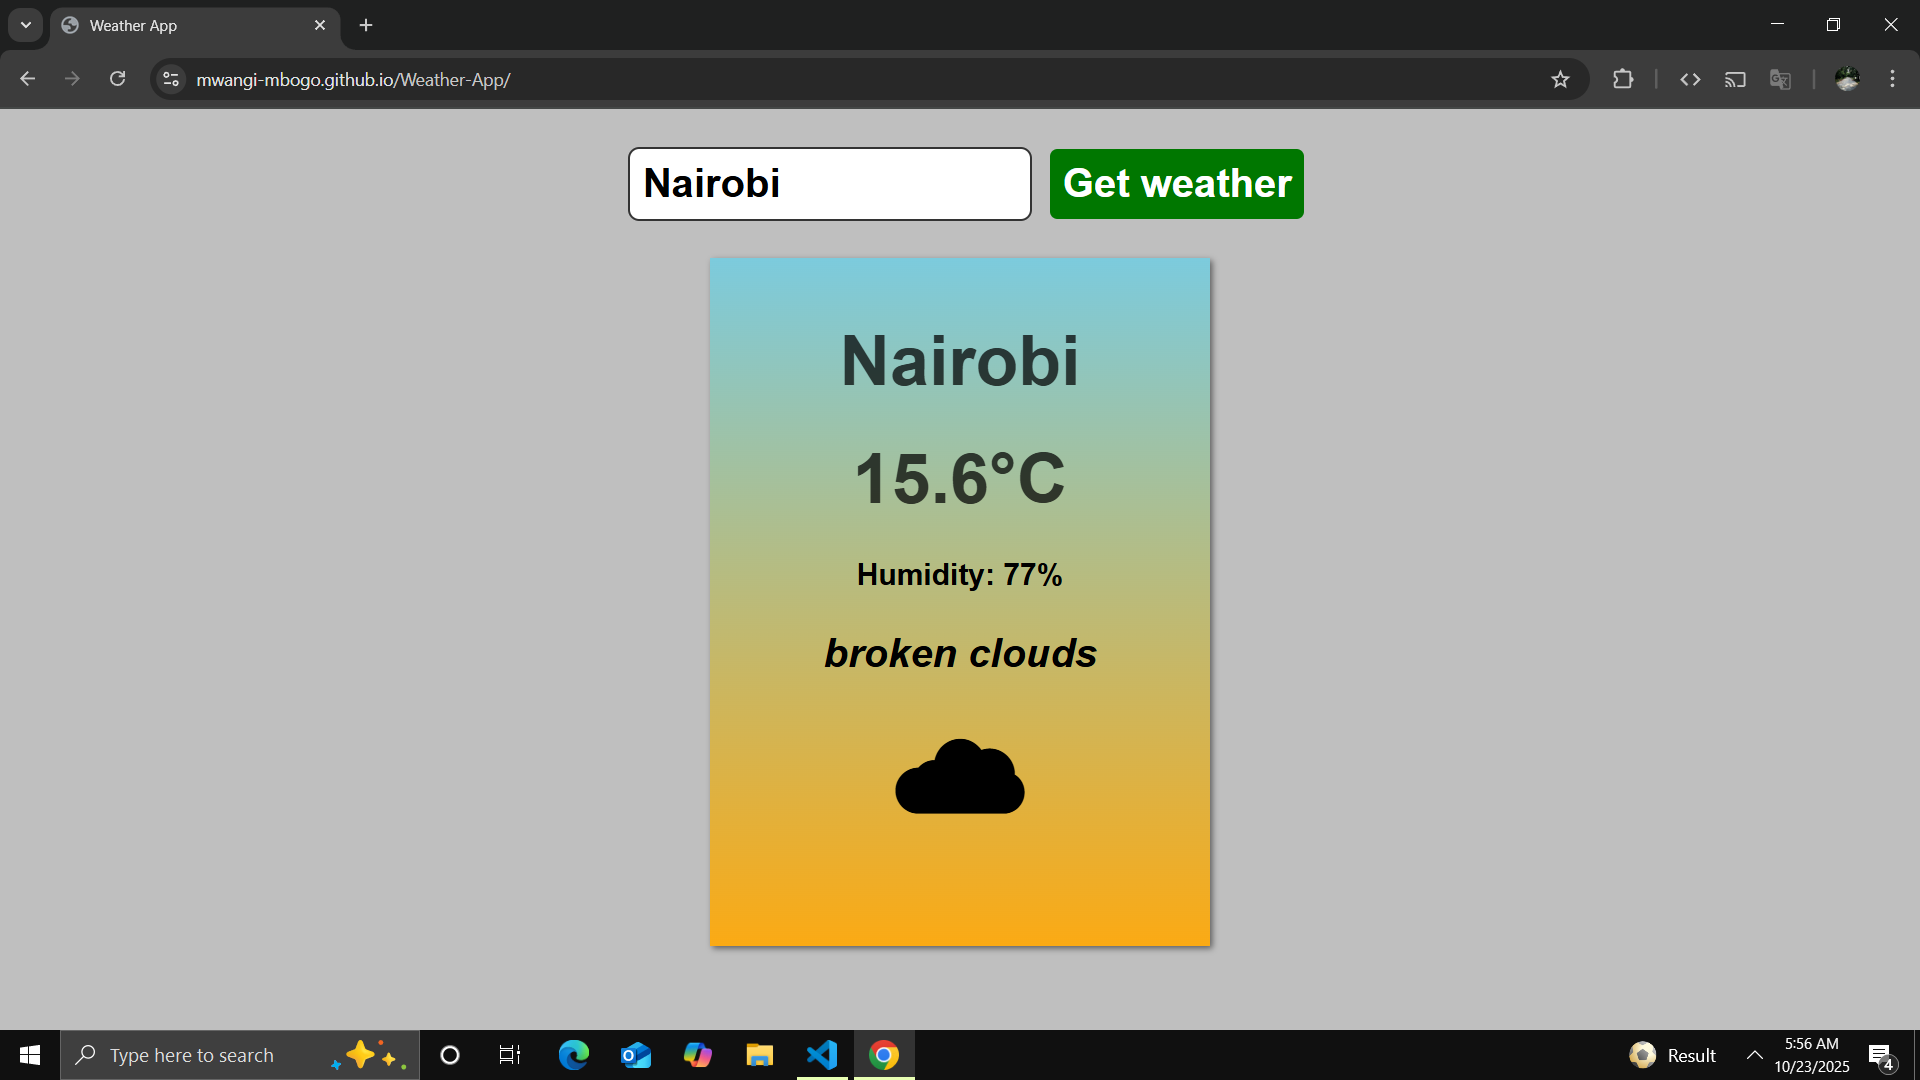 Weather App
mwangi-mbogo.github.io/Weather-App/
Nairobi
Get weather
Nairobi
15.6°C
Humidity: 77%
broken clouds
Type here to search
Result
5:56 AM
10/23/2025
4